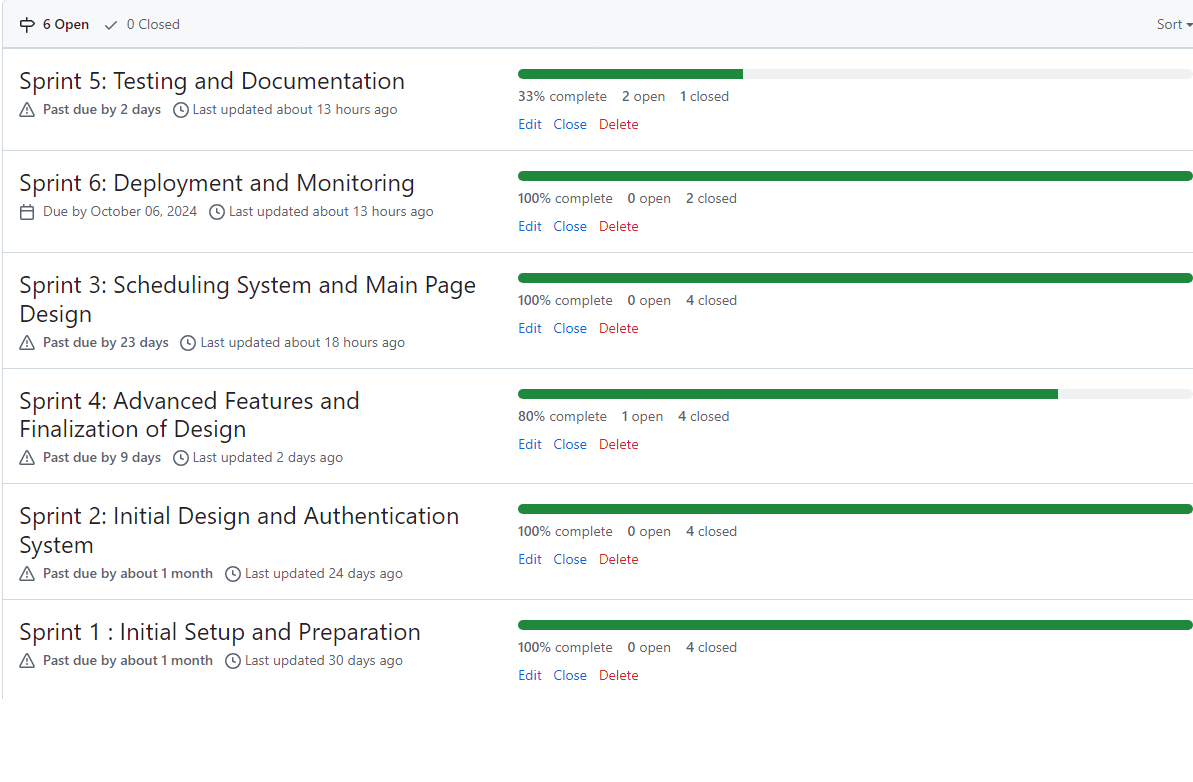 6 Open 0 Closed Sort
Sprint 5: Testing and Documentation
Past due by 2 days Last updated about 13 hours ago
33% complete 2 open 1 closed
Edit Close Delete
Sprint 6: Deployment and Monitoring
Due by October 06, 2024 Last updated about 13 hours ago
100% complete 0 open 2 closed
Edit Close Delete
Sprint 3: Scheduling System and Main Page
Design
Past due by 23 days Last updated about 18 hours ago
100% complete 0 open 4 closed
Edit Close Delete
Sprint 4: Advanced Features and
Finalization of Design
Past due by 9 days Last updated 2 days ago
80% complete 1 open 4 closed
Edit Close Delete
Sprint 2: Initial Design and Authentication
System
Past due by about 1 month Last updated 24 days ago
100% complete 0 open 4 closed
Edit Close Delete
Sprint 1 : Initial Setup and Preparation
Past due by about 1 month Last updated 30 days ago
100% complete 0 open 4 closed
Edit Close Delete